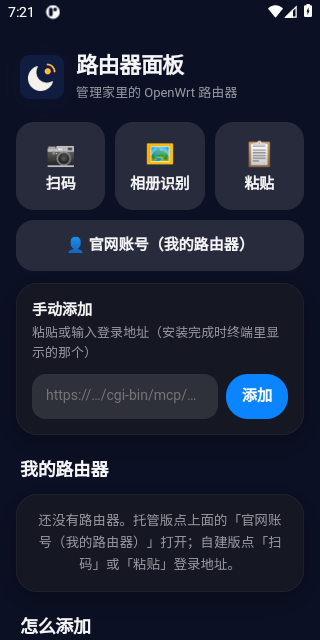 7:21
路由器面板
管理家里的 OpenWrt 路由器
扫码
相册识别
粘贴
官网账号（我的路由器）
手动添加
粘贴或输入登录地址（安装完成时终端里显
示的那个）
https://…/cgi-bin/mcp/…
添加
我的路由器
还没有路由器。托管版点上面的「官网账
号（我的路由器）」打开；自建版点「扫
码」或「粘贴」登录地址。
怎么添加